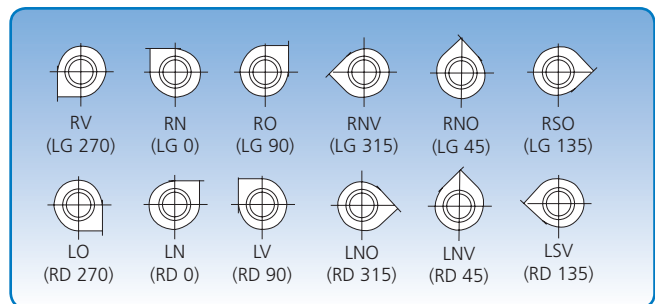 RV RN RO RNV RNO RSO
(LG 270) (LG 0) (LG 90) (LG 315) (LG 45) (LG 135)
LO LN LV LNO LNV LSV
(RD 270) (RD 0) (RD 90) (RD 315) (RD 45) (RD 135)